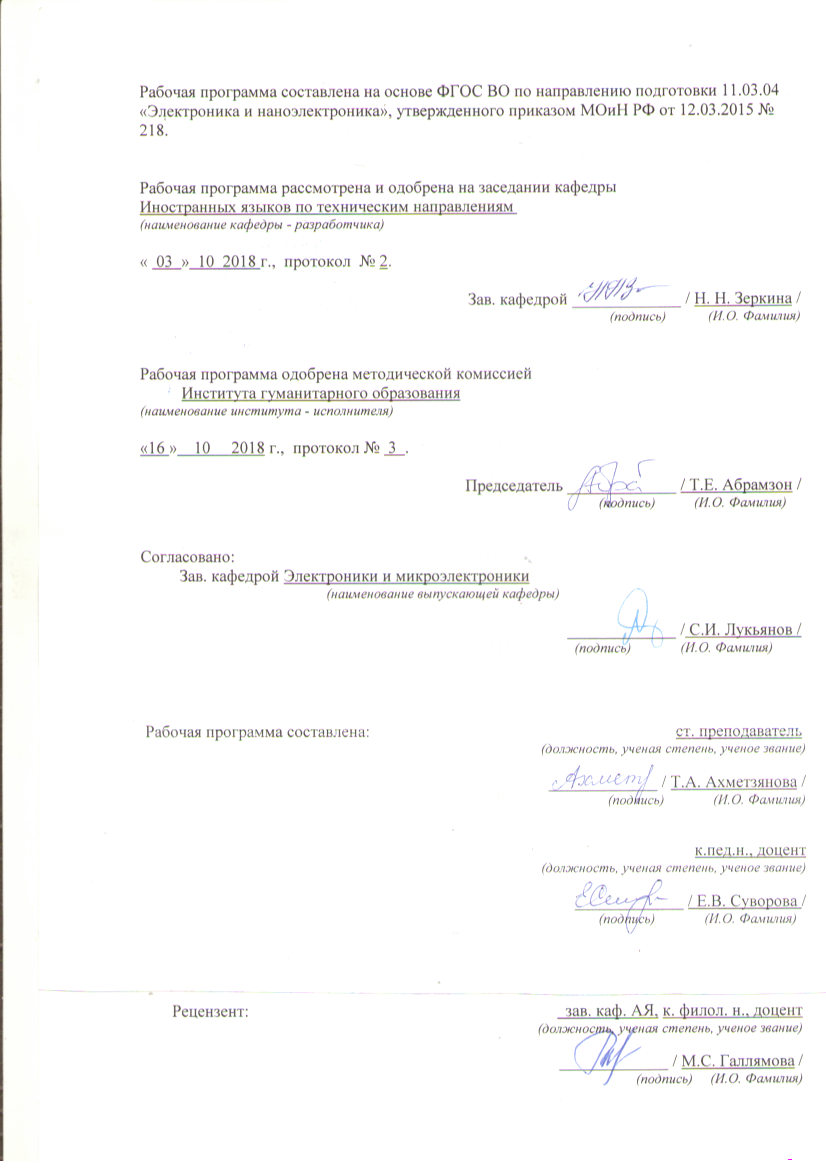 Рабочая программа составлена на основе ФГОС ВО по направлению подготовки 11.03.04
«Электроника и наноэлектроника», утвержденного приказом МОиН РФ от 12.03.2015 №
218.
Рабочая программа рассмотрена и одобрена на заседании кафедры
Иностранных языков по техническим направлениям
(наименование кафедры - разработчика)
« 03 » 10 2018 г., протокол № 2.
Зав. кафедрой / Н. Н. Зеркина /
(подпись) (И.О. Фамилия)
Рабочая программа одобрена методической комиссией
Института гуманитарного образования
(наименование института - исполнителя)
«16 » 10 2018 г., протокол № 3 .
Председатель / Т.Е. Абрамзон /
(подпись) (И.О. Фамилия)
Согласовано:
Зав. кафедрой Электроники и микроэлектроники
(наименование выпускающей кафедры)
/ С.И. Лукьянов /
(подпись) (И.О. Фамилия)
Рабочая программа составлена: ст. преподаватель
(должность, ученая степень, ученое звание)
/ Т.А. Ахметзянова /
(подпись) (И.О. Фамилия)
к.пед.н., доцент
(должность, ученая степень, ученое звание)
/ Е.В. Суворова /
(подпись) (И.О. Фамилия)
Рецензент: зав. каф. АЯ, к. филол. н., доцент
(должность, ученая степень, ученое звание)
/ М.С. Галлямова /
(подпись) (И.О. Фамилия)